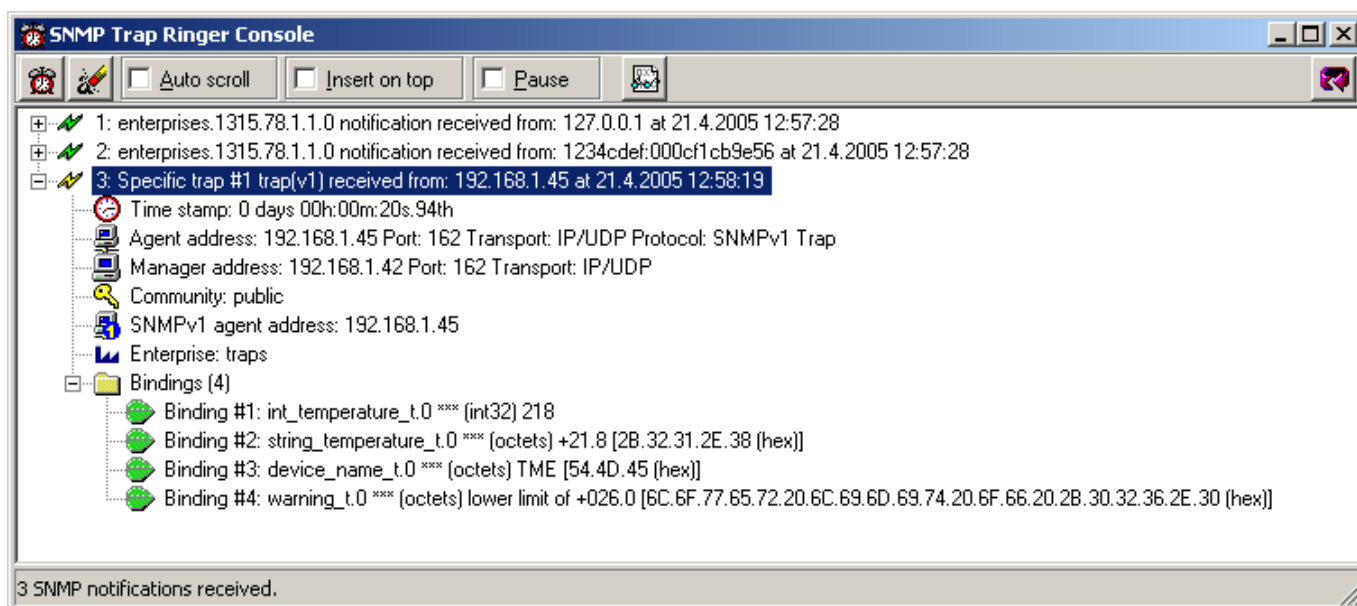 SNMP Trap Ringer Console
Auto scroll Insert on top Pause
1: enterprises.1315.78.1.1.0 notification received from: 127.0.0.1 at 21.4.2005 12:57:28
2: enterprises.1315.78.1.1.0 notification received from: 1234cdef:000cf1cb9e56 at 21.4.2005 12:57:28
3: Specific trap #1 trap(v1) received from: 192.168.1.45 at 21.4.2005 12:58:19
Time stamp: 0 days 00h:00m:20s.94th
Agent address: 192.168.1.45 Port: 162 Transport: IP/UDP Protocol: SNMPv1 Trap
Manager address: 192.168.1.42 Port: 162 Transport: IP/UDP
Community: public
SNMPv1 agent address: 192.168.1.45
Enterprise: traps
Bindings (4)
Binding #1: int_temperature_t.0 *** (int32) 218
Binding #2: string_temperature_t.0 *** (octets) +21.8 [2B.32.31.2E.38 (hex)]
Binding #3: device_name_t.0 *** (octets) TME [54.4D.45 (hex)]
Binding #4: warning_t.0 *** (octets) lower limit of +026.0 [6C.6F.77.65.72.20.6C.69.6D.69.74.20.6F.66.20.2B.30.32.36.2E.30 (hex)]
3 SNMP notifications received.